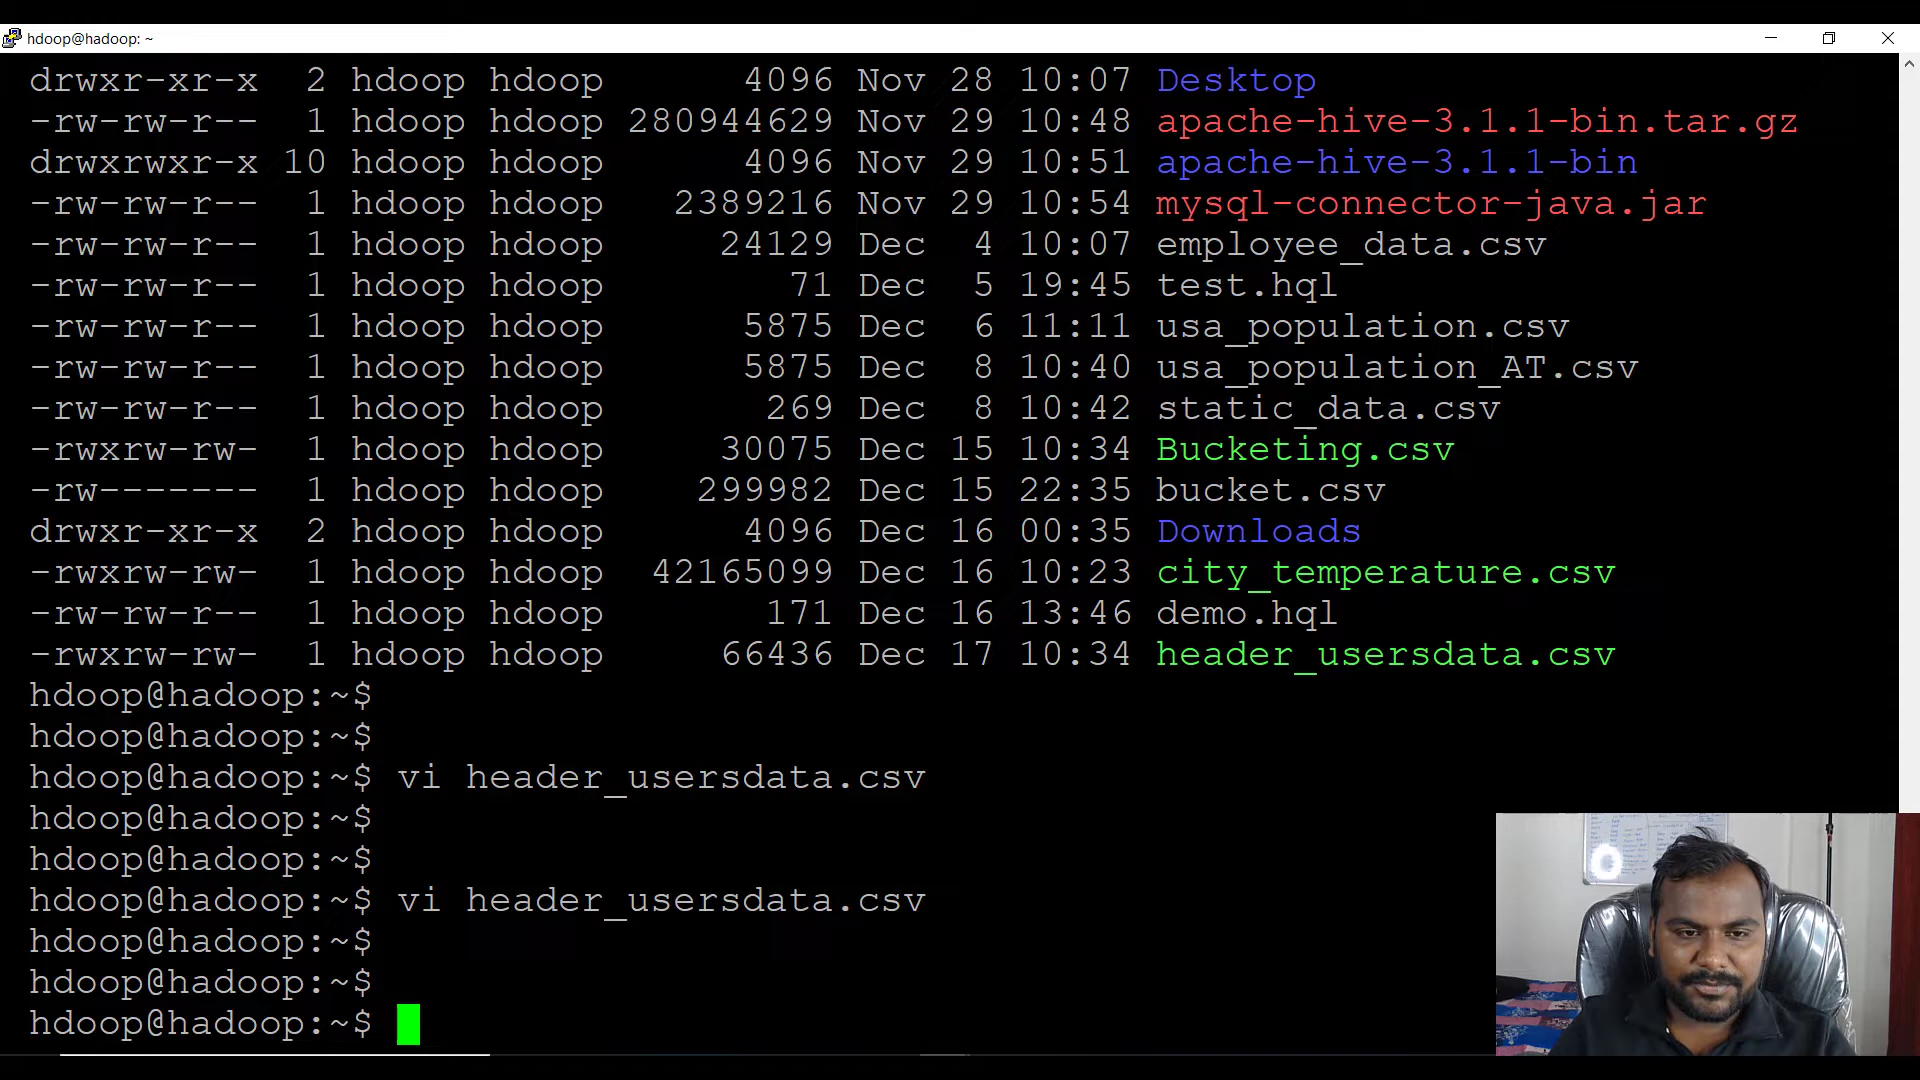 hdoop@hadoop: ~
drwxr-xr-x 2 hdoop hdoop 4096 Nov 28 10:07 Desktop
-rw-rw-r-- 1 hdoop hdoop 280944629 Nov 29 10:48 apache-hive-3.1.1-bin.tar.gz
drwxrwxr-x 10 hdoop hdoop 4096 Nov 29 10:51 apache-hive-3.1.1-bin
-rw-rw-r-- 1 hdoop hdoop 2389216 Nov 29 10:54 mysql-connector-java.jar
-rw-rw-r-- 1 hdoop hdoop 24129 Dec 4 10:07 employee_data.csv
-rw-rw-r-- 1 hdoop hdoop 71 Dec 5 19:45 test.hql
-rw-rw-r-- 1 hdoop hdoop 5875 Dec 6 11:11 usa_population.csv
-rw-rw-r-- 1 hdoop hdoop 5875 Dec 8 10:40 usa_population_AT.csv
-rw-rw-r-- 1 hdoop hdoop 269 Dec 8 10:42 static_data.csv
-rwxrw-rw- 1 hdoop hdoop 30075 Dec 15 10:34 Bucketing.csv
-rw------- 1 hdoop hdoop 299982 Dec 15 22:35 bucket.csv
drwxr-xr-x 2 hdoop hdoop 4096 Dec 16 00:35 Downloads
-rwxrw-rw- 1 hdoop hdoop 42165099 Dec 16 10:23 city_temperature.csv
-rw-rw-r-- 1 hdoop hdoop 171 Dec 16 13:46 demo.hql
-rwxrw-rw- 1 hdoop hdoop 66436 Dec 17 10:34 header_usersdata.csv
hdoop@hadoop:~$
hdoop@hadoop:~$
hdoop@hadoop:~$ vi header_usersdata.csv
hdoop@hadoop:~$
hdoop@hadoop:~$
hdoop@hadoop:~$ vi header_usersdata.csv
hdoop@hadoop:~$
hdoop@hadoop:~$
hdoop@hadoop:~$